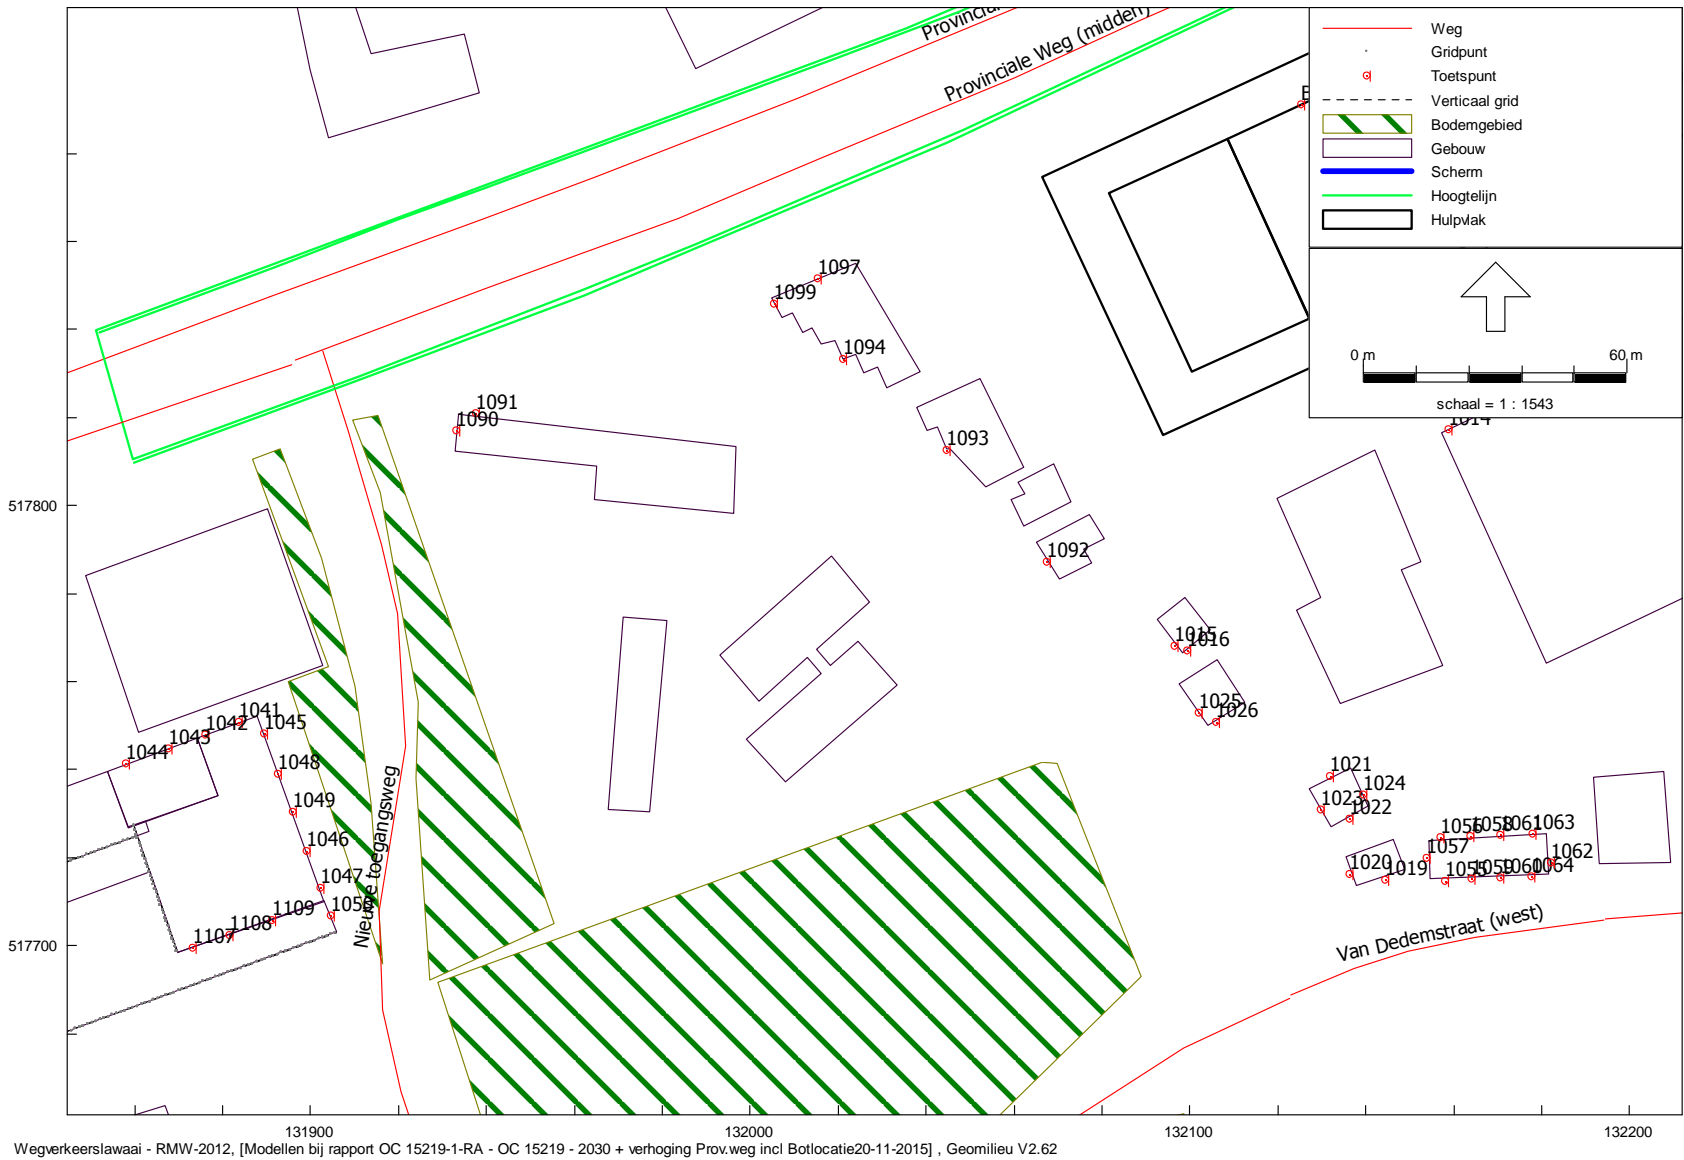 Provincial
Provinciale Weg (midden)
Weg
Gridpunt
Toetspunt
Verticaal grid
Bodemgebied
Gebouw
Scherm
Hoogtelijn
Hulpvlak
0 m
60 m
schaal = 1 : 1543
1097
1099
1094
1091
1090
1093
1014
517800
1092
1015
1016
1025
1026
1041
1042
1045
1043
1044
1048
1049
1046
1047
1109
1108
1107
1021
1024
1023
1022
1056
1058
1061
1063
1057
1062
1020
1019
1055
1059
1060
1064
Nieuwe toegangsweg
Van Dedemstraat (west)
517700
131900
132000
132100
132200
Wegverkeerslawaai - RMW-2012, [Modellen bij rapport OC 15219-1-RA - OC 15219 - 2030 + verhoging Prov.weg incl Botlocatie20-11-2015] , Geomilieu V2.62